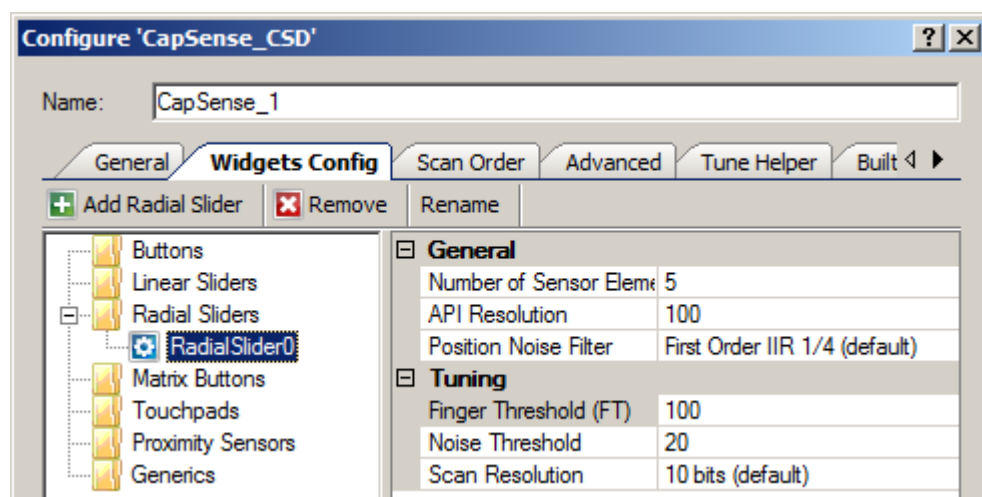 Configure 'CapSense_CSD'
Name: CapSense_1
General Widgets Config Scan Order Advanced Tune Helper Built
Add Radial Slider Remove Rename
Buttons
Linear Sliders
Radial Sliders
RadialSlider0
Matrix Buttons
Touchpads
Proximity Sensors
Generics
General
Number of Sensor Eleme 5
API Resolution 100
Position Noise Filter First Order IIR 1/4 (default)
Tuning
Finger Threshold (FT) 100
Noise Threshold 20
Scan Resolution 10 bits (default)